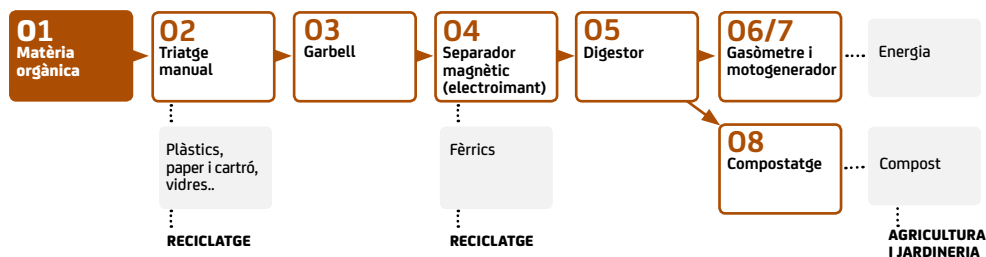 01
Matèria
orgànica
02
Triatge
manual
03
Garbell
04
Separador
magnètic
(electroimant)
05
Digestor
06/7
Gasòmetre i
motogenerador
Energia
Plàstics,
paper i cartró,
vidres..
Fèrrics
08
Compostatge
Compost
RECICLATGE
RECICLATGE
AGRICULTURA
I JARDINERIA